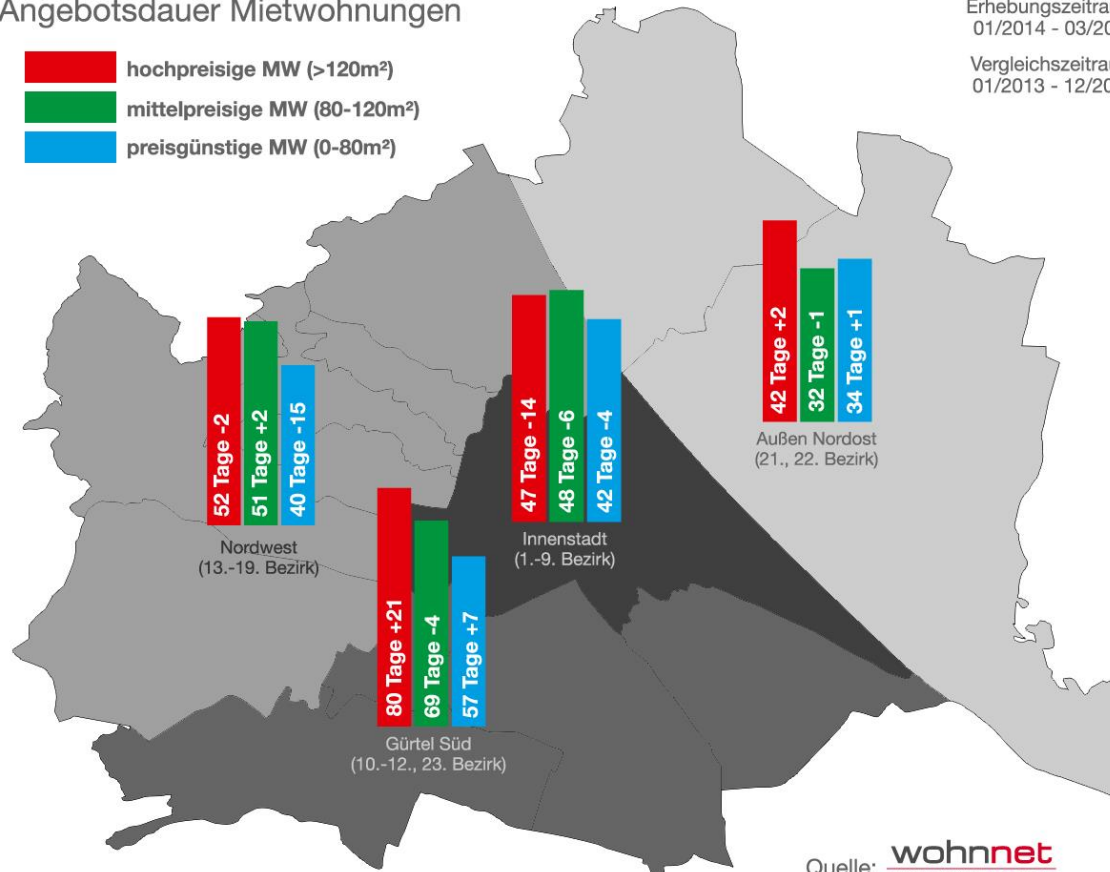 Angebotsdauer Mietwohnungen
hochpreisige MW (>120m²)
mittelpreisige MW (80-120m²)
preisgünstige MW (0-80m²)
01/2014 - 03/20
01/2013 - 12/20
42 Tage +2
32 Tage -1
34 Tage +1
Außen Nordost
(21., 22. Bezirk)
52 Tage -2
51 Tage +2
40 Tage -15
Nordwest
(13.-19. Bezirk)
47 Tage -14
48 Tage -6
42 Tage -4
Innenstadt
(1.-9. Bezirk)
80 Tage +21
69 Tage -4
57 Tage +7
Gürtel Süd
(10.-12., 23. Bezirk)
Quelle: wohnnet